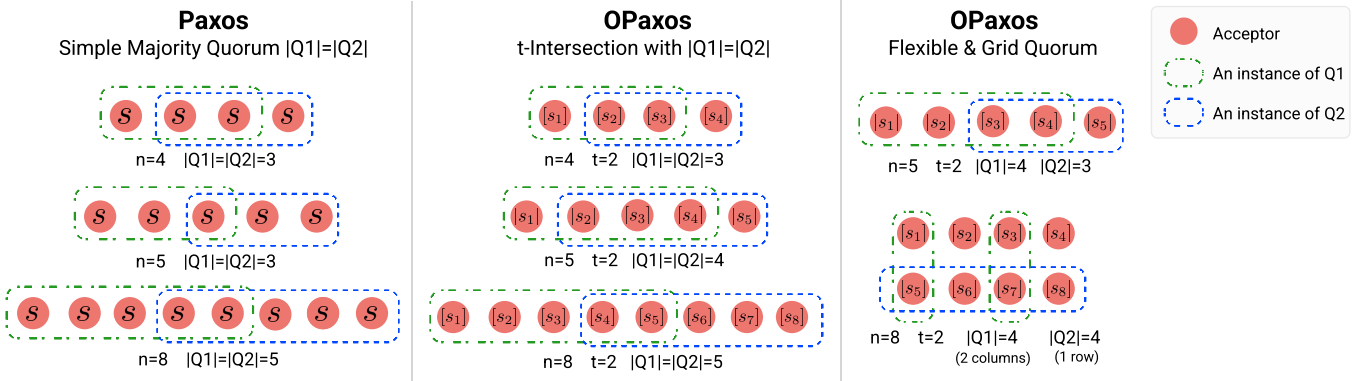 Paxos
Simple Majority Quorum |Q1|=|Q2|
S S S S
n=4 |Q1|=|Q2|=3
S S S S S
n=5 |Q1|=|Q2|=3
S S S S S S S S
n=8 |Q1|=|Q2|=5
OPaxos
t-Intersection with |Q1|=|Q2|
[s1] [s2] [s3] [s4]
n=4 t=2 |Q1|=|Q2|=3
[s1] [s2] [s3] [s4] [s5]
n=5 t=2 |Q1|=|Q2|=4
[s1] [s2] [s3] [s4] [s5] [s6] [s7] [s8]
n=8 t=2 |Q1|=|Q2|=5
OPaxos
Flexible & Grid Quorum
[s1] [s2] [s3] [s4] [s5]
n=5 t=2 |Q1|=4 |Q2|=3
[s1] [s2] [s3] [s4]
[s5] [s6] [s7] [s8]
n=8 t=2 |Q1|=4 |Q2|=4
(2 columns) (1 row)
Acceptor
An instance of Q1
An instance of Q2